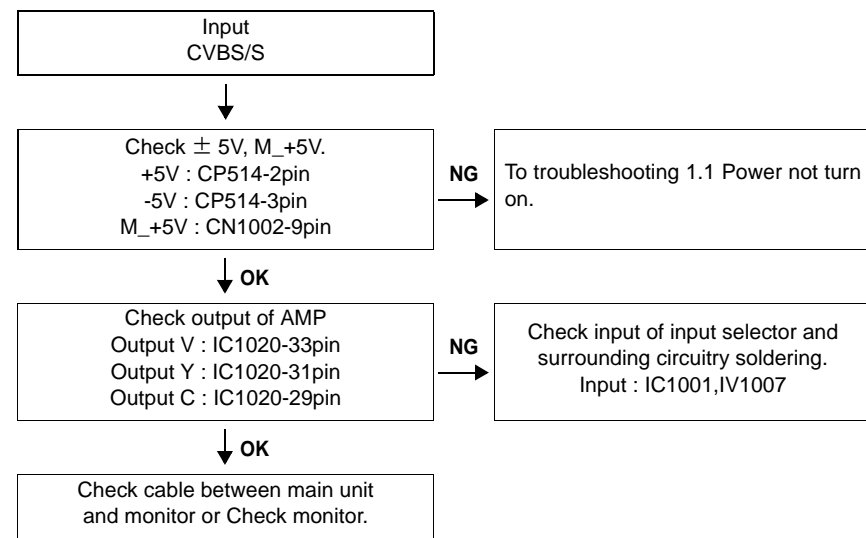 Input
CVBS/S
Check ± 5V, M_+5V.
+5V : CP514-2pin
-5V : CP514-3pin
M_+5V : CN1002-9pin
NG
To troubleshooting 1.1 Power not turn
on.
OK
Check output of AMP
Output V : IC1020-33pin
Output Y : IC1020-31pin
Output C : IC1020-29pin
NG
Check input of input selector and
surrounding circuitry soldering.
Input : IC1001,IV1007
OK
Check cable between main unit
and monitor or Check monitor.